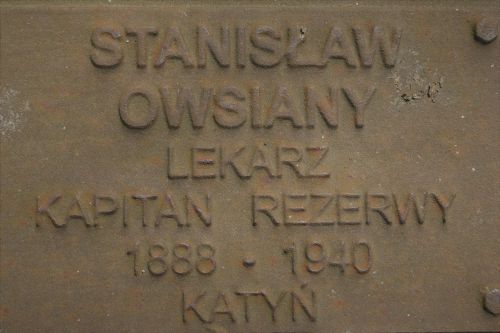 STANISŁAW
OWSIANY
LEKARZ
KAPITAN REZERWY
1888 · 1940
KATYŃ